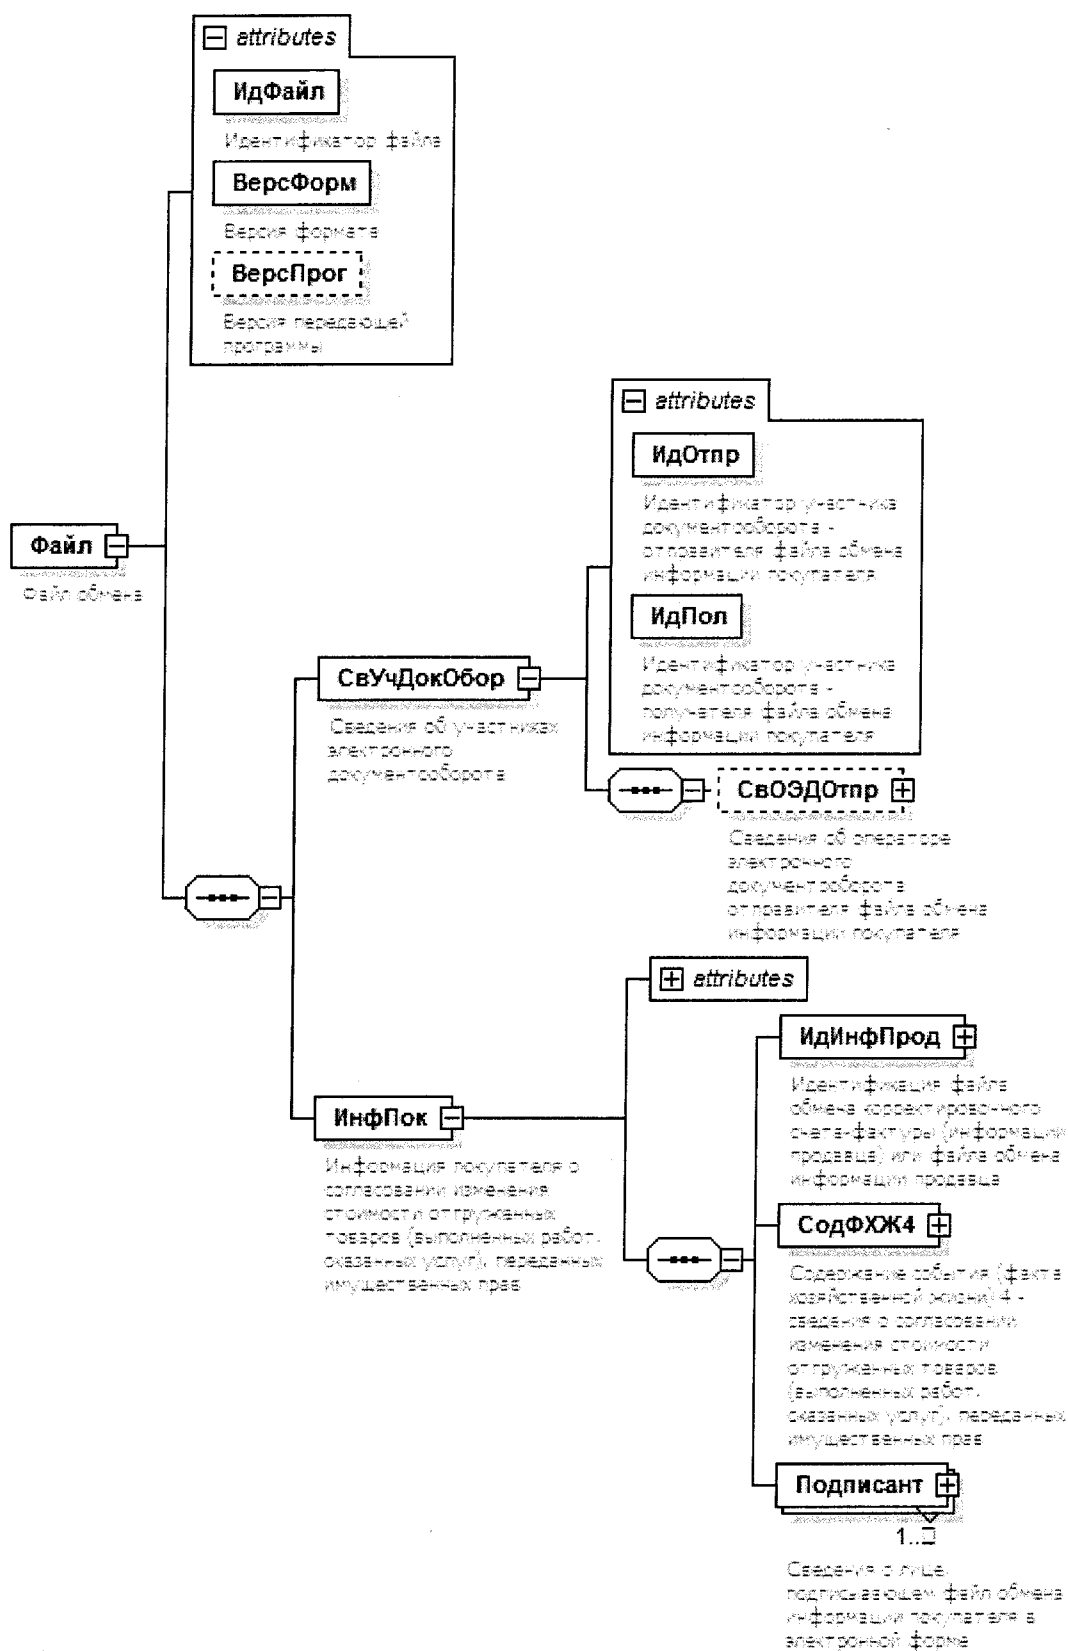 attributes
ИдФайл
Идентификатор файла
ВерсФорм
Версия формата
ВерсПрог
Версия передающей
программы
attributes
ИдОтпр
Идентификатор участника
документооборота -
отправителя файла обмена
информации покупателя
ИдПол
Идентификатор участника
документооборота -
получателя файла обмена
информации покупателя
Файл
Файл обмена
СвУчДокОбор
Сведения об участниках
электронного
документооборота
СвОЭДОтпр
Сведения об операторе
электронного
документооборота
отправителя файла обмена
информации покупателя
attributes
ИдИнфПрод
Идентификация файла
обмена корректировочного
счета-фактуры (информации
продавца) или файла обмена
информации продавца
ИнфПок
Информация покупателя о
согласовании изменения
стоимости отгруженных
товаров (выполненных работ,
оказанных услуг), переданных
имущественных прав
СодФХЖ4
Содержание события (факта
хозяйственной жизни) 4 -
сведения о согласовании
изменения стоимости
отгруженных товаров
(выполненных работ,
оказанных услуг), переданных
имущественных прав
Подписант
1..□
Сведения о лице,
подписывающем файл обмена
информации покупателя в
электронной форме